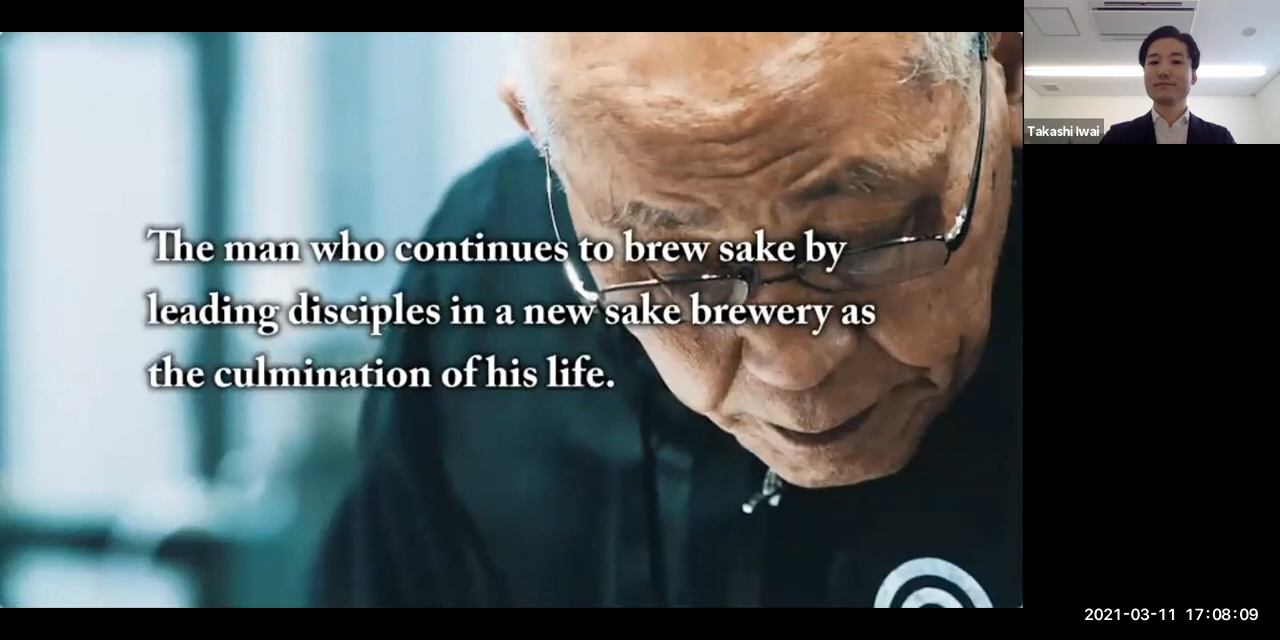 The man who continues to brew sake by
leading disciples in a new sake brewery as
the culmination of his life.
Takashi Iwai
2021-03-11 17:08:09